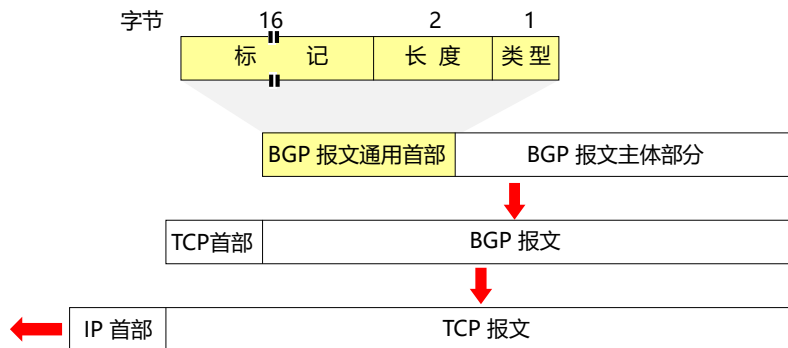 字节 16 2 1
标 记 长 度 类 型
BGP 报文通用首部 BGP 报文主体部分
TCP首部 BGP 报文
IP 首部 TCP 报文